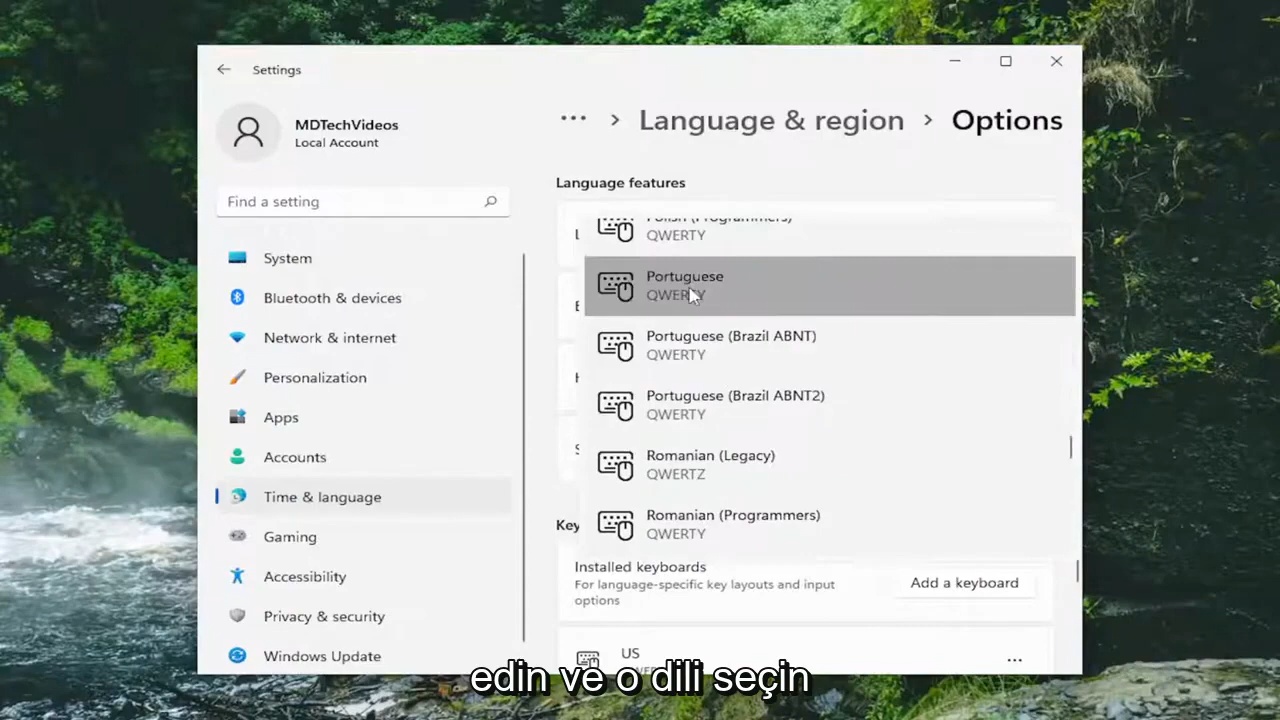 Settings
MDTechVideos
Local Account
Find a setting
System
Bluetooth & devices
Network & internet
Personalization
Apps
Accounts
Time & language
Gaming
Accessibility
Privacy & security
Windows Update
... > Language & region > Options
Language features
Polish (Programmers)
QWERTY
Portuguese
QWERTY
Portuguese (Brazil ABNT)
QWERTY
Portuguese (Brazil ABNT2)
QWERTY
Romanian (Legacy)
QWERTZ
Romanian (Programmers)
QWERTY
Key
Installed keyboards
For language-specific key layouts and input
options
Add a keyboard
US
...
edin ve o dili seçin